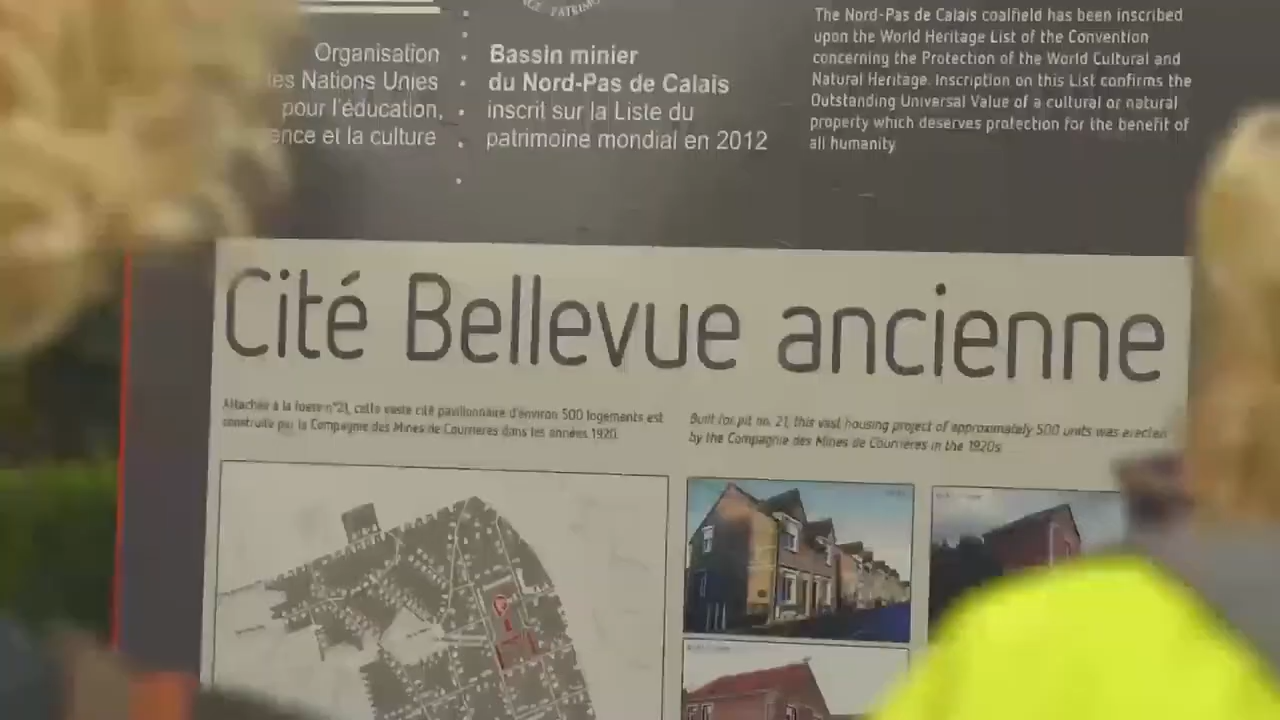 PATRIMO
Organisation
des Nations Unies
pour l'éducation,
ence et la culture
Bassin minier
du Nord-Pas de Calais
inscrit sur la Liste du
patrimoine mondial en 2012
The Nord-Pas de Calais coalfield has been inscribed
upon the World Heritage List of the Convention
concerning the Protection of the World Cultural and
Natural Heritage. Inscription on this List confirms the
Outstanding Universal Value of a cultural or natural
property which deserves protection for the benefit of
all humanity
Cité Bellevue ancienne
Attachée à la fosse n°21, cette vaste cité pavillonnaire d'environ 500 logements est
construite par la Compagnie des Mines de Courrières dans les années 1920.
Built for pit no. 21, this vast housing project of approximately 500 units was erected
by the Compagnie des Mines de Courrières in the 1920s